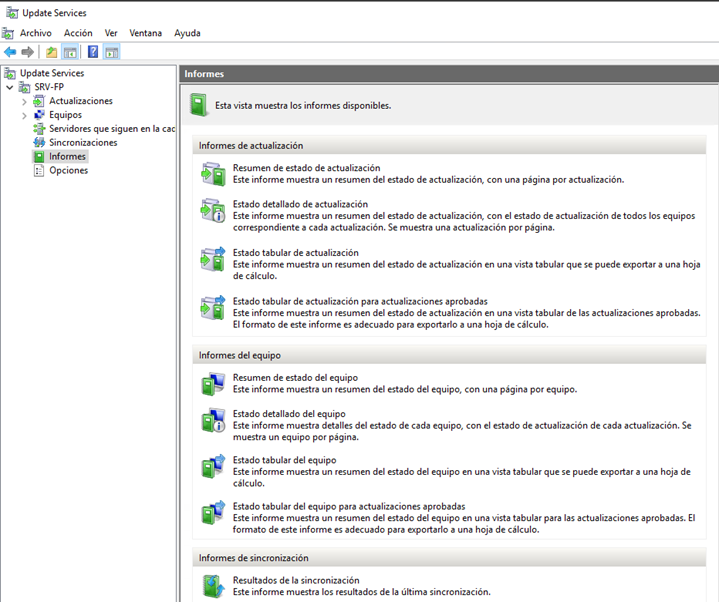 Update Services
Archivo Acción Ver Ventana Ayuda
Update Services
SRV-FP
Actualizaciones
Equipos
Servidores que siguen en la cac
Sincronizaciones
Informes
Opciones
Informes
Esta vista muestra los informes disponibles.
Informes de actualización
Resumen de estado de actualización
Este informe muestra un resumen del estado de actualización, con una página por actualización.
Estado detallado de actualización
Este informe muestra un resumen del estado de actualización, con el estado de actualización de todos los equipos
correspondiente a cada actualización. Se muestra una actualización por página.
Estado tabular de actualización
Este informe muestra un resumen del estado de actualización en una vista tabular que se puede exportar a una hoja
de cálculo.
Estado tabular de actualización para actualizaciones aprobadas
Este informe muestra un resumen del estado de actualización en una vista tabular de las actualizaciones aprobadas.
El formato de este informe es adecuado para exportarlo a una hoja de cálculo.
Informes del equipo
Resumen de estado del equipo
Este informe muestra un resumen del estado del equipo, con una página por equipo.
Estado detallado del equipo
Este informe muestra detalles del estado de cada equipo, con el estado de actualización de cada actualización. Se
muestra un equipo por página.
Estado tabular del equipo
Este informe muestra un resumen del estado del equipo en una vista tabular que se puede exportar a una hoja de
cálculo.
Estado tabular del equipo para actualizaciones aprobadas
Este informe muestra un resumen del estado del equipo en una vista tabular para las actualizaciones aprobadas. El
formato de este informe es adecuado para exportarlo a una hoja de cálculo.
Informes de sincronización
Resultados de la sincronización
Este informe muestra los resultados de la última sincronización.